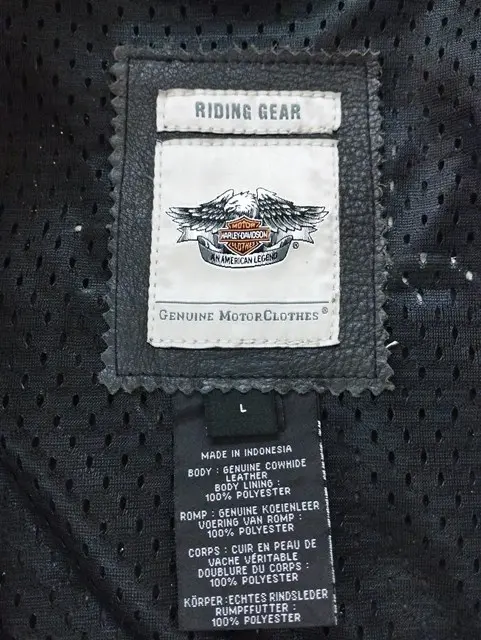 RIDING GEAR
MOTOR
HARLEY-DAVIDSON
CLOTHES
AN AMERICAN LEGEND
®
GENUINE MOTORCLOTHES®
L
MADE IN INDONESIA
BODY : GENUINE COWHIDE
LEATHER
BODY LINING :
100% POLYESTER
ROMP : GENUINE KOEIENLEER
VOERING VAN ROMP :
100% POLYESTER
CORPS : CUIR EN PEAU DE
VACHE VÉRITABLE
DOUBLURE DU CORPS :
100% POLYESTER
KÖRPER :ECHTES RINDSLEDER
RUMPFFUTTER :
100% POLYESTER